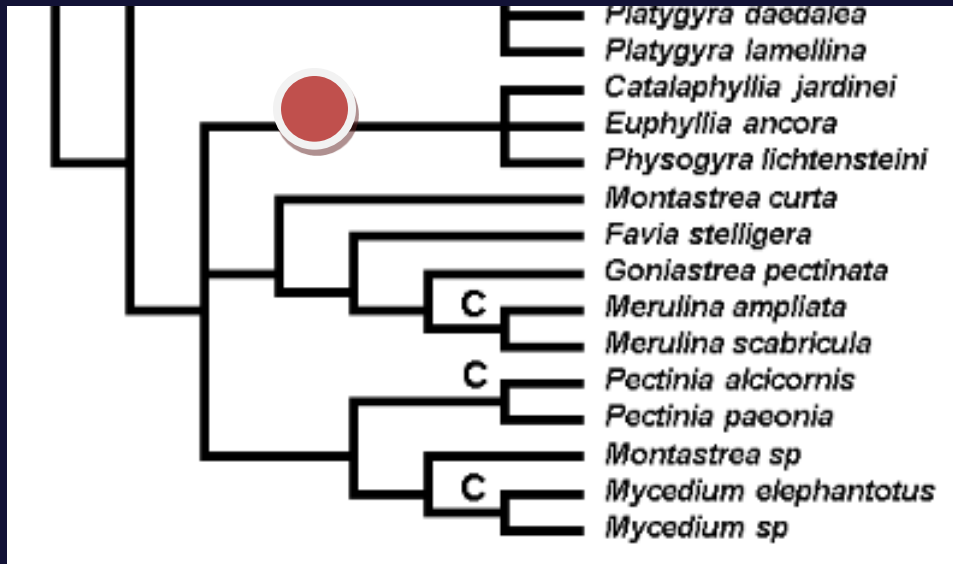 Platygyra daedalea
Platygyra lamellina
Catalaphyllia jardinei
Euphyllia ancora
Physogyra lichtensteini
Montastrea curta
Favia stelligera
Goniastrea pectinata
C Merulina ampliata
Merulina scabricula
C Pectinia alcicornis
Pectinia paeonia
Montastrea sp
C Mycedium elephantotus
Mycedium sp